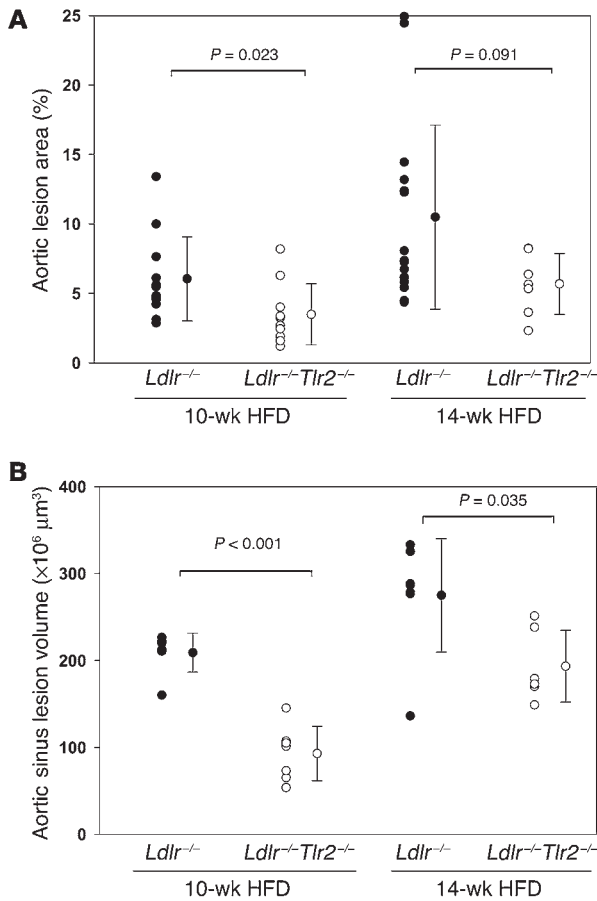 A
25
P = 0.023
P = 0.091
20
15
10
5
0
Aortic lesion area (%)
Ldlr−/−
Ldlr−/−Tlr2−/−
Ldlr−/−
Ldlr−/−Tlr2−/−
10-wk HFD
14-wk HFD
B
400
P = 0.035
P < 0.001
300
200
100
0
Aortic sinus lesion volume (×10⁶ μm³)
Ldlr−/−
Ldlr−/−Tlr2−/−
Ldlr−/−
Ldlr−/−Tlr2−/−
10-wk HFD
14-wk HFD